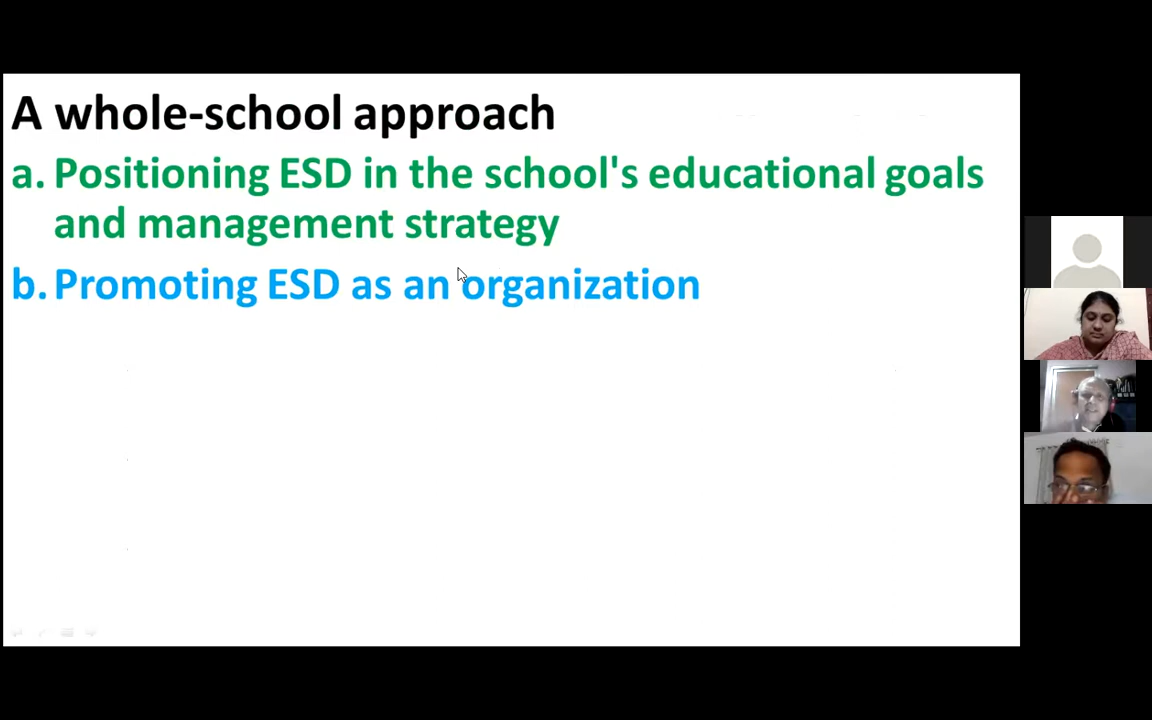 A whole-school approach
a. Positioning ESD in the school's educational goals
and management strategy
b. Promoting ESD as an organization